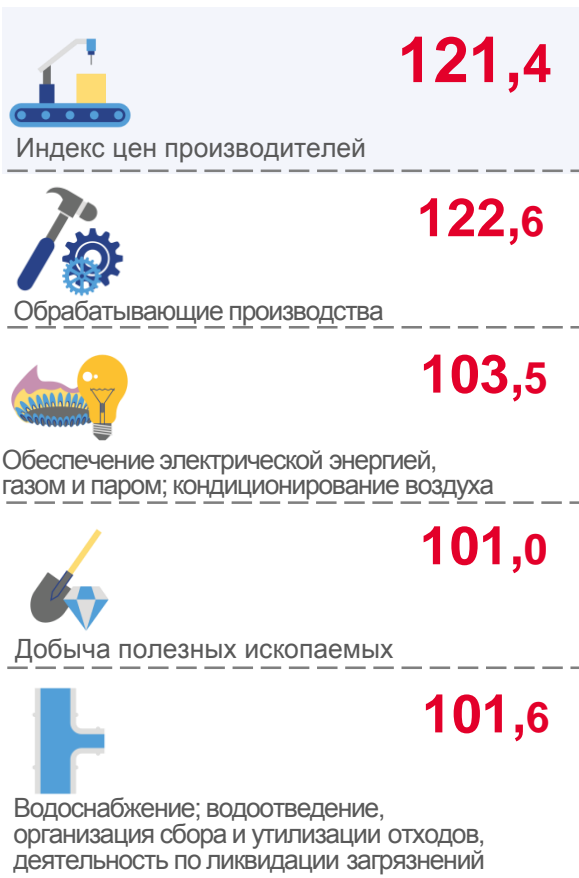 121,4
Индекс цен производителей
122,6
Обрабатывающие производства
103,5
Обеспечение электрической энергией,
газом и паром; кондиционирование воздуха
101,0
Добыча полезных ископаемых
101,6
Водоснабжение; водоотведение,
организация сбора и утилизации отходов,
деятельность по ликвидации загрязнений